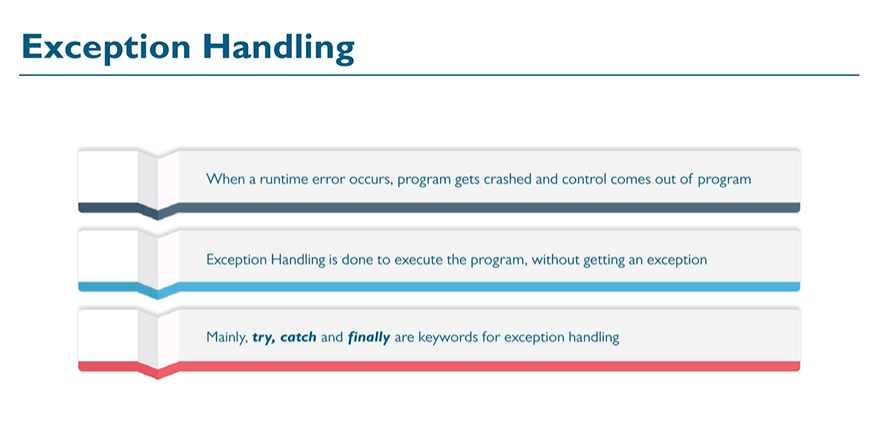 Exception Handling
When a runtime error occurs, program gets crashed and control comes out of program
Exception Handling is done to execute the program, without getting an exception
Mainly, try, catch and finally are keywords for exception handling